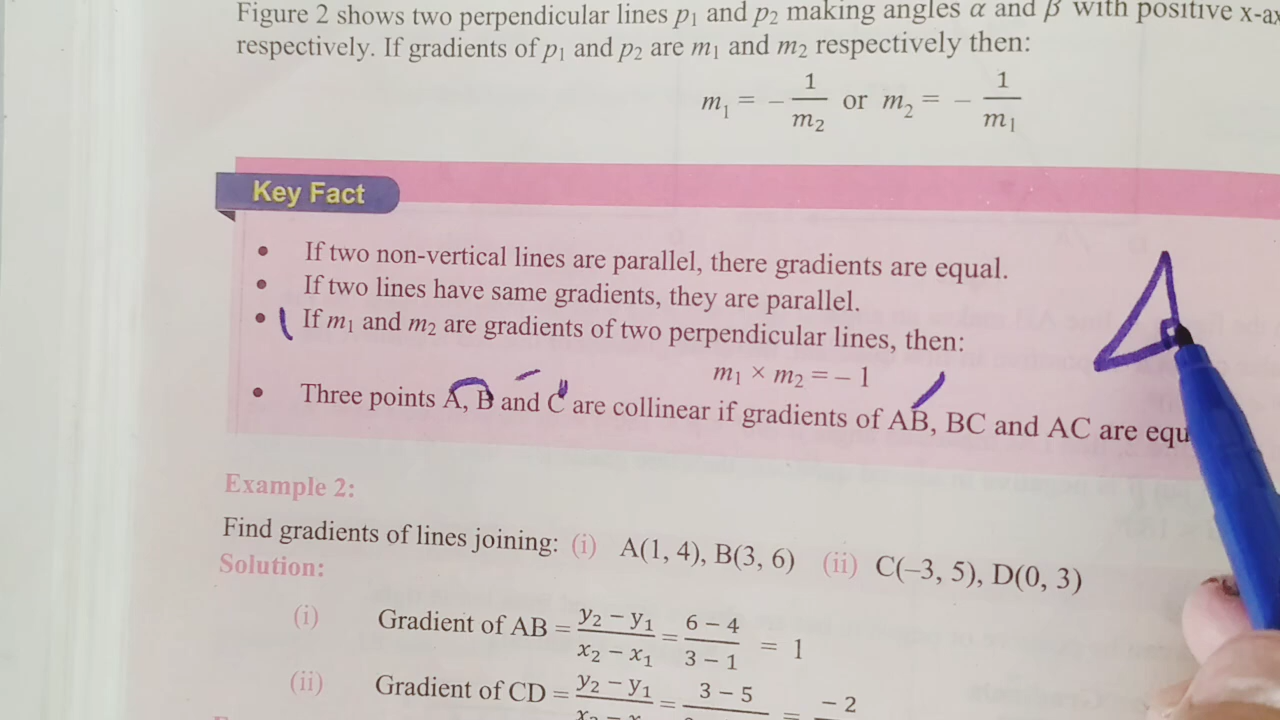 Figure 2 shows two perpendicular lines p₁ and p₂ making angles α and β with positive
respectively. If gradients of p₁ and p₂ are m₁ and m₂ respectively then:
m₁ = − 1/m₂ or m₂ = − 1/m₁
Key Fact
• If two non-vertical lines are parallel, there gradients are equal.
• If two lines have same gradients, they are parallel.
• If m₁ and m₂ are gradients of two perpendicular lines, then:
m₁ × m₂ = − 1
• Three points A, B and C are collinear if gradients of AB, BC and AC are
Example 2:
Find gradients of lines joining: (i) A(1, 4), B(3, 6) (ii) C(–3, 5), D(0, 3)
Solution:
(i) Gradient of AB = (y₂ − y₁)/(x₂ − x₁) = (6 − 4)/(3 − 1) = 1
(ii) Gradient of CD = y₂ − y₁ = 3 − 5 = − 2